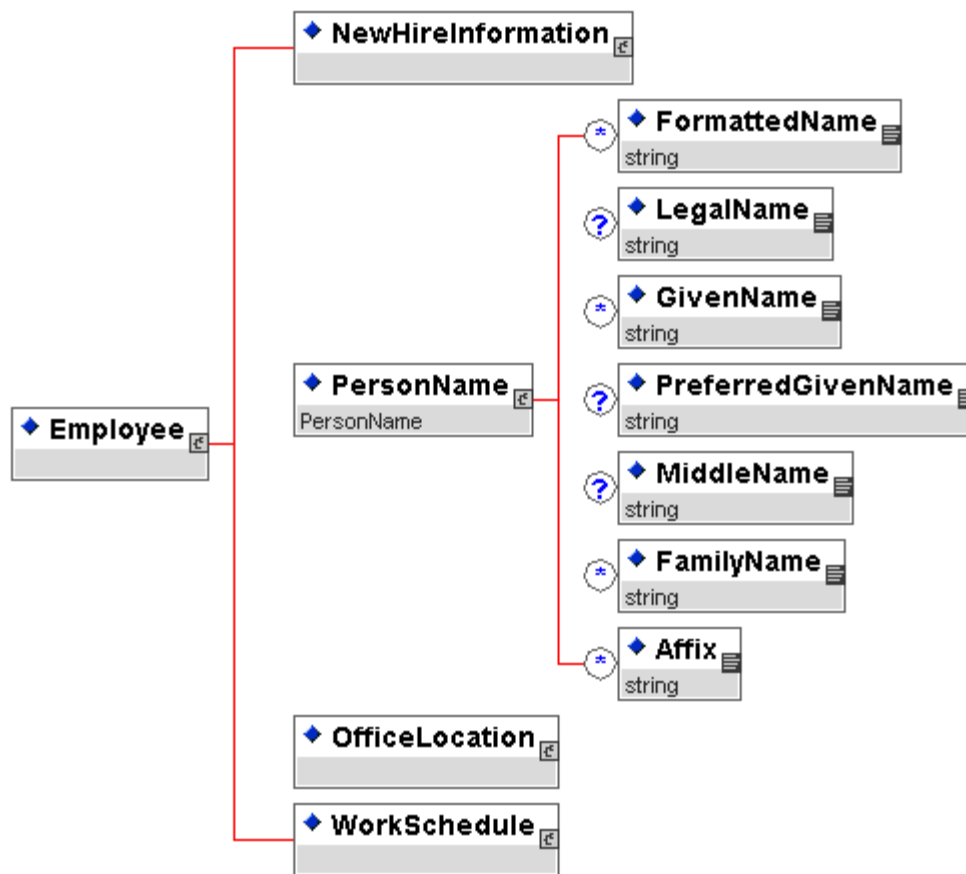 NewHireInformation
* FormattedName
string
? LegalName
string
* GivenName
string
PersonName
PersonName
? PreferredGivenName
string
Employee
? MiddleName
string
* FamilyName
string
* Affix
string
OfficeLocation
WorkSchedule